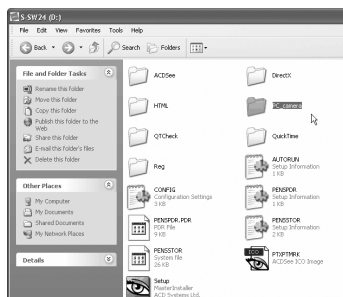 S-SW24 (D:)
File Edit View Favorites Tools Help
Back Search Folders
File and Folder Tasks
Rename this folder
Move this folder
Copy this folder
Publish this folder to the
Web
Share this folder
E-mail this folder's files
Delete this folder
Other Places
My Computer
My Documents
Shared Documents
My Network Places
Details
ACDSee
DirectX
HTML
PC_camera
QTCheck
QuickTime
Reg
AUTORUN
Setup Information
1 KB
CONFIG
Configuration Settings
3 KB
PENSPDR
Setup Information
1 KB
PENSPDR.PDR
PDR File
9 KB
PENSSTOR
Setup Information
2 KB
PENSSTOR
System file
26 KB
ICO
PTXPTMRK
ACDSee ICO Image
Setup
MasterInstaller
ACD Systems Ltd.